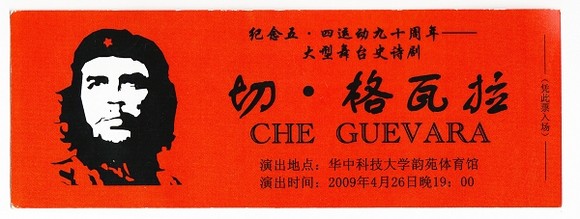 纪念五·四运动九十周年——
大型舞台史诗剧
切·格瓦拉
CHE GUEVARA
演出地点：华中科技大学韵苑体育馆
演出时间：2009年4月26日晚19：00
（凭此票入场）